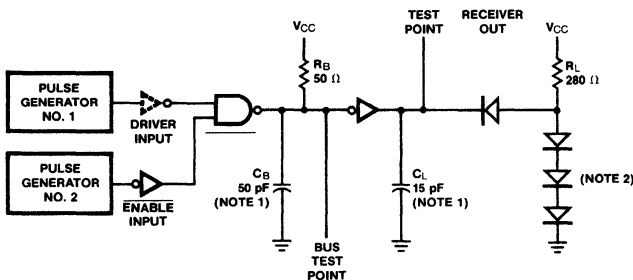 VCC
TEST
POINT
RECEIVER
OUT
VCC
RB
50 Ω
RL
280 Ω
PULSE
GENERATOR
NO. 1
DRIVER
INPUT
PULSE
GENERATOR
NO. 2
ENABLE
INPUT
CB
50 pF
(NOTE 1)
CL
15 pF
(NOTE 1)
(NOTE 2)
BUS
TEST
POINT